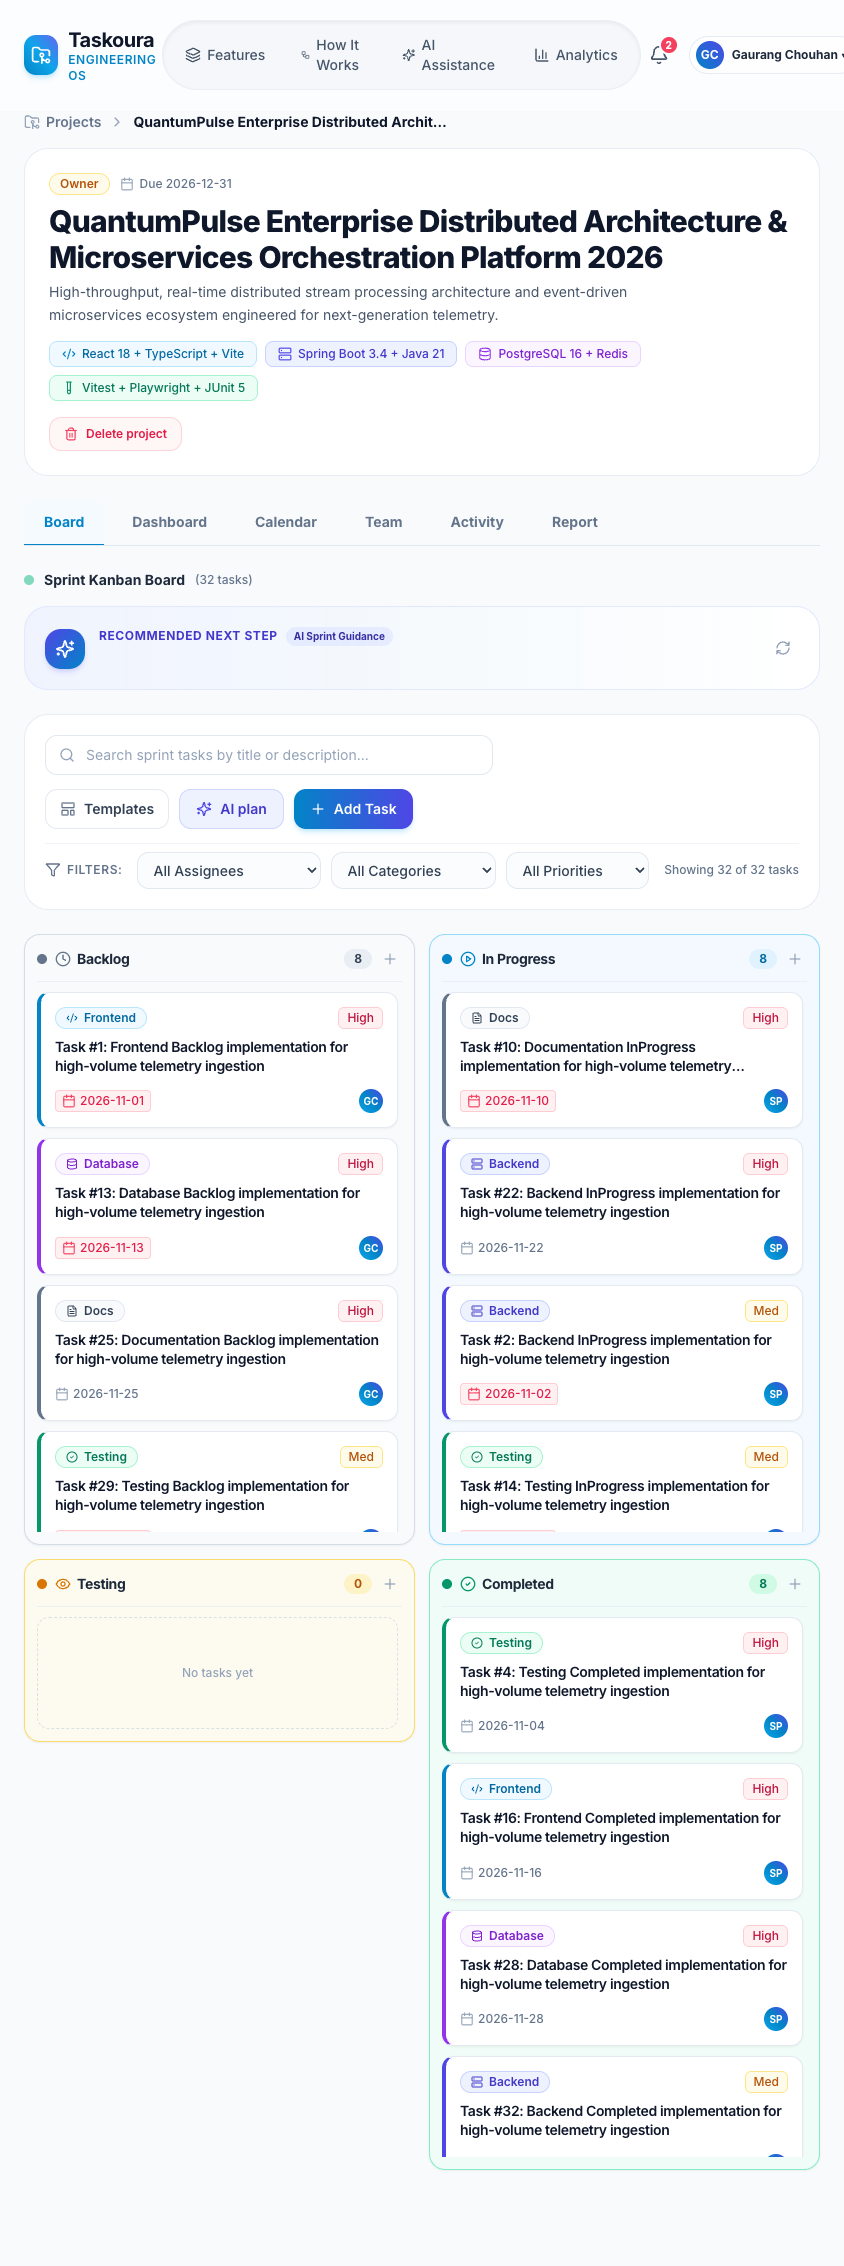 Taskoura
ENGINEERING
OS
Features
How It
Works
AI
Assistance
Analytics
2
GC
Gaurang Chouhan
Projects
QuantumPulse Enterprise Distributed Archit...
Owner
Due 2026-12-31
QuantumPulse Enterprise Distributed Architecture &
Microservices Orchestration Platform 2026
High-throughput, real-time distributed stream processing architecture and event-driven
microservices ecosystem engineered for next-generation telemetry.
React 18 + TypeScript + Vite
Spring Boot 3.4 + Java 21
PostgreSQL 16 + Redis
Vitest + Playwright + JUnit 5
Delete project
Board
Dashboard
Calendar
Team
Activity
Report
Sprint Kanban Board (32 tasks)
RECOMMENDED NEXT STEP
AI Sprint Guidance
Search sprint tasks by title or description...
Templates
AI plan
Add Task
FILTERS:
All Assignees
All Categories
All Priorities
Showing 32 of 32 tasks
Backlog
8
Frontend
High
Task #1: Frontend Backlog implementation for
high-volume telemetry ingestion
2026-11-01
GC
Database
High
Task #13: Database Backlog implementation for
high-volume telemetry ingestion
2026-11-13
GC
Docs
High
Task #25: Documentation Backlog implementation
for high-volume telemetry ingestion
2026-11-25
GC
Testing
Med
Task #29: Testing Backlog implementation for
high-volume telemetry ingestion
In Progress
8
Docs
High
Task #10: Documentation InProgress
implementation for high-volume telemetry...
2026-11-10
SP
Backend
High
Task #22: Backend InProgress implementation for
high-volume telemetry ingestion
2026-11-22
SP
Backend
Med
Task #2: Backend InProgress implementation for
high-volume telemetry ingestion
2026-11-02
SP
Testing
Med
Task #14: Testing InProgress implementation for
high-volume telemetry ingestion
Testing
0
No tasks yet
Completed
8
Testing
High
Task #4: Testing Completed implementation for
high-volume telemetry ingestion
2026-11-04
SP
Frontend
High
Task #16: Frontend Completed implementation for
high-volume telemetry ingestion
2026-11-16
SP
Database
High
Task #28: Database Completed implementation for
high-volume telemetry ingestion
2026-11-28
SP
Backend
Med
Task #32: Backend Completed implementation for
high-volume telemetry ingestion